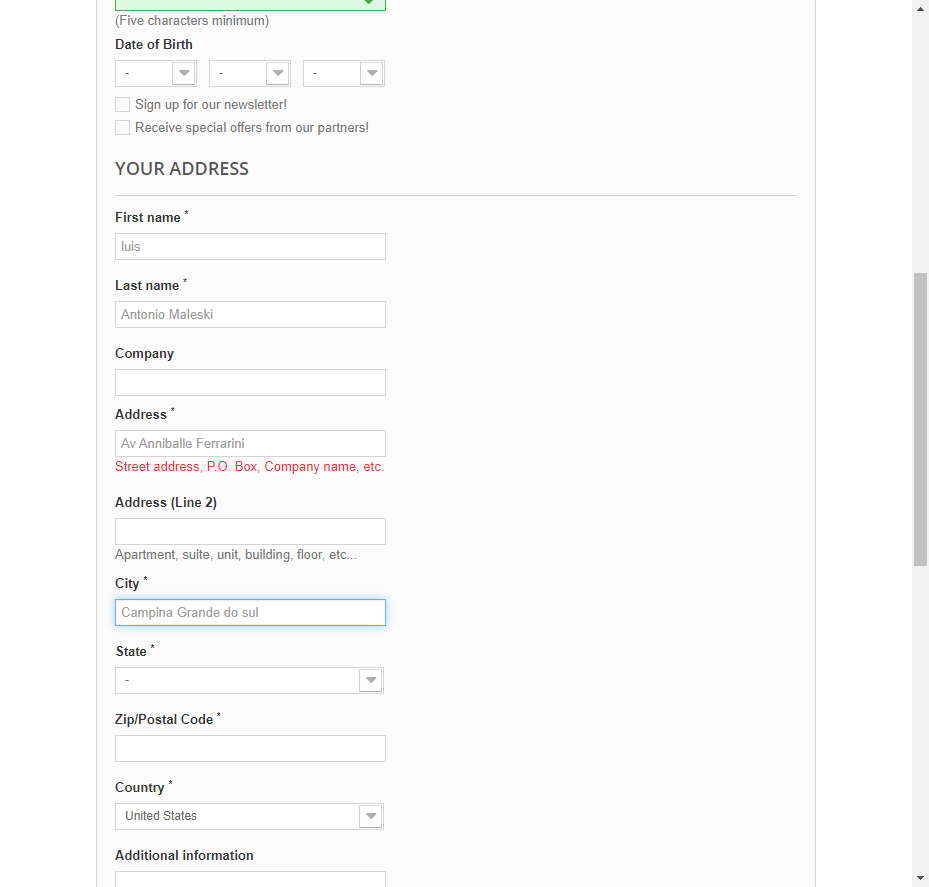 (Five characters minimum)
Date of Birth
- - -
Sign up for our newsletter!
Receive special offers from our partners!
YOUR ADDRESS
First name *
luis
Last name *
Antonio Maleski
Company
Address *
Av Anniballe Ferrarini
Street address, P.O. Box, Company name, etc.
Address (Line 2)
Apartment, suite, unit, building, floor, etc...
City *
Campina Grande do sul
State *
-
Zip/Postal Code *
Country *
United States
Additional information